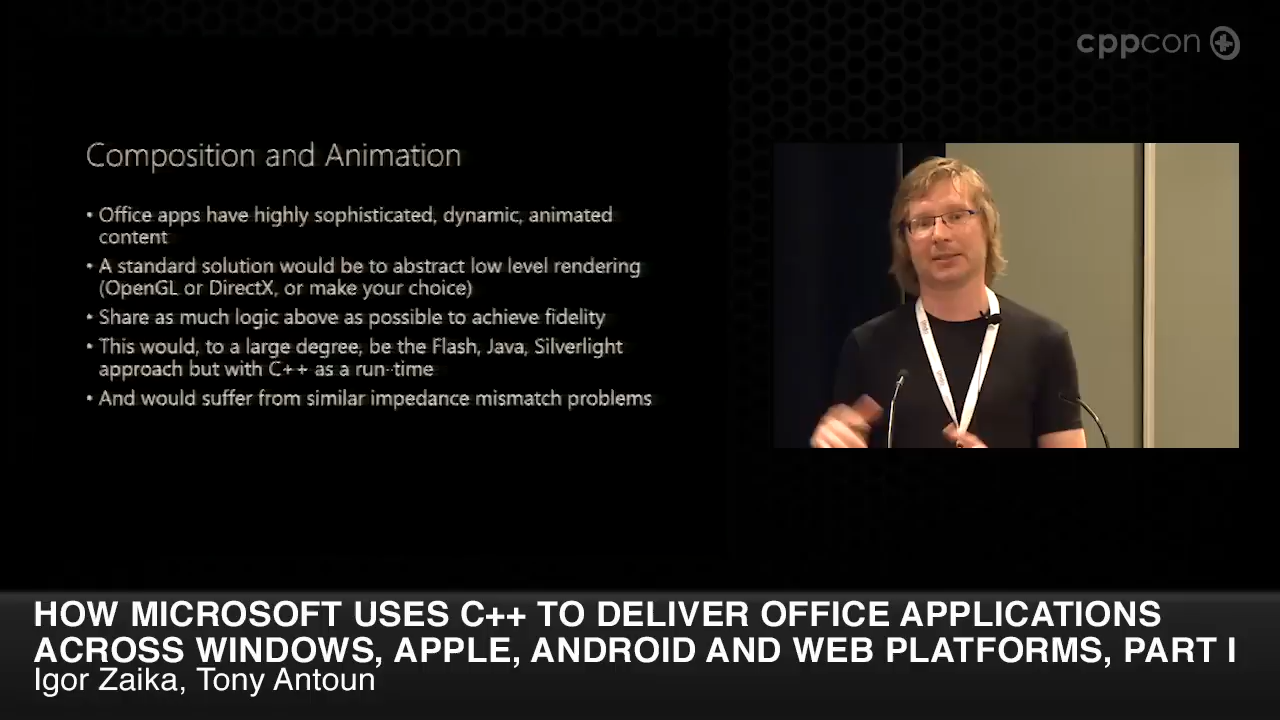 cppcon
Composition and Animation
• Office apps have highly sophisticated, dynamic, animated
content
• A standard solution would be to abstract low level rendering
(OpenGL or DirectX, or make your choice)
• Share as much logic above as possible to achieve fidelity
• This would, to a large degree, be the Flash, Java, Silverlight
approach but with C++ as a run-time
• And would suffer from similar impedance mismatch problems
HOW MICROSOFT USES C++ TO DELIVER OFFICE APPLICATIONS
ACROSS WINDOWS, APPLE, ANDROID AND WEB PLATFORMS, PART I
Igor Zaika, Tony Antoun